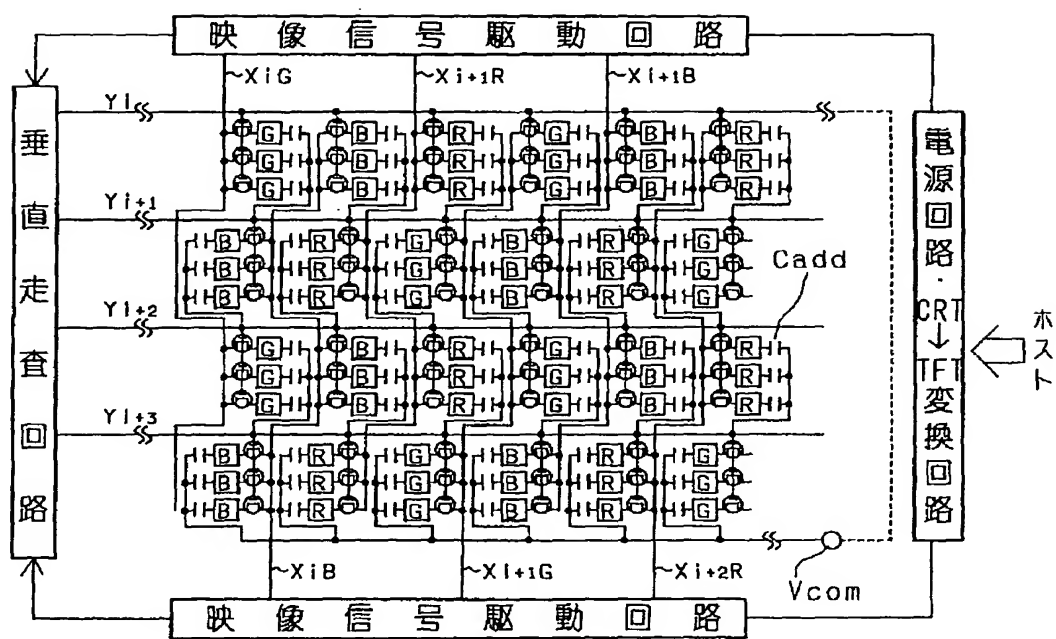 映像信号駆動回路
XiG
Xi+1R
Xi+1B
Yi
G B R G B R
G B R G B R
G B R G B R
Yi+1
B R G B R G
B R G B R G
B R G B R G
Cadd
Yi+2
G B R G B R
G B R G B R
G B R G B R
Yi+3
B R G B R G
B R G B R G
B R G B R G
XiB
Xi+1G
Xi+2R
Vcom
映像信号駆動回路
垂直走査回路
電源回路・CRT→TFT変換回路
ホスト